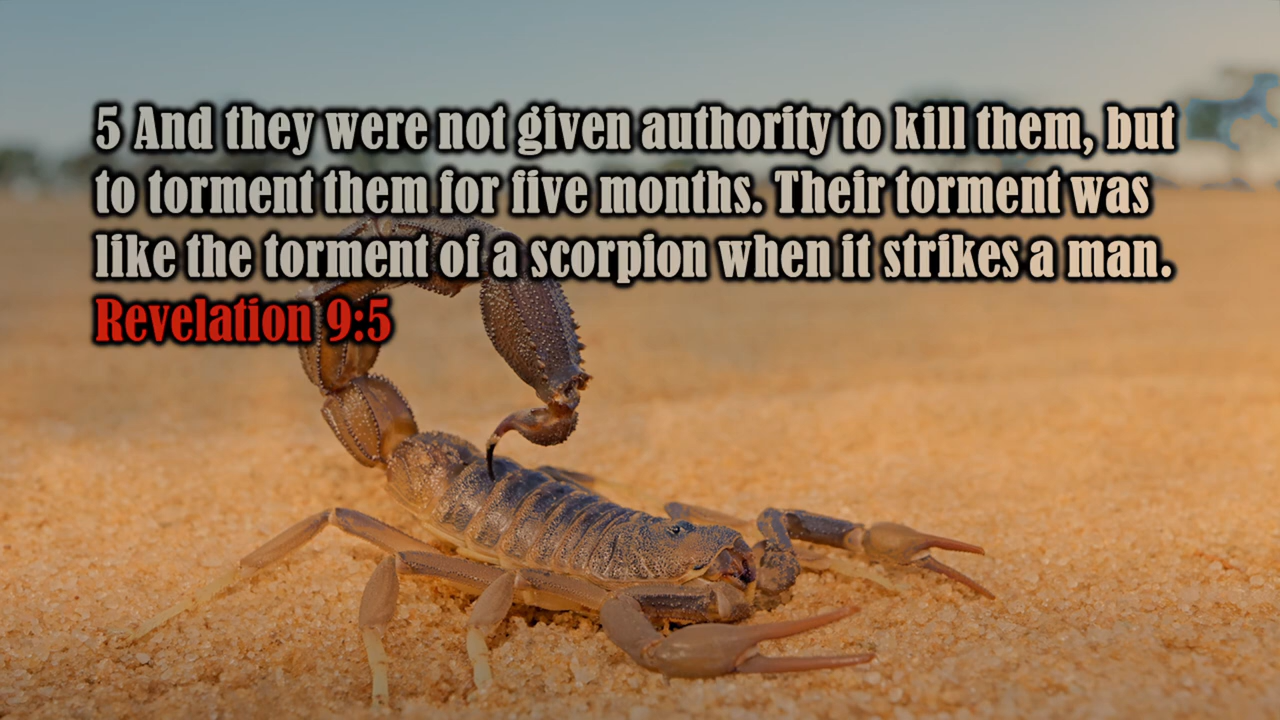 5 And they were not given authority to kill them, but
to torment them for five months. Their torment was
like the torment of a scorpion when it strikes a man.
Revelation 9:5